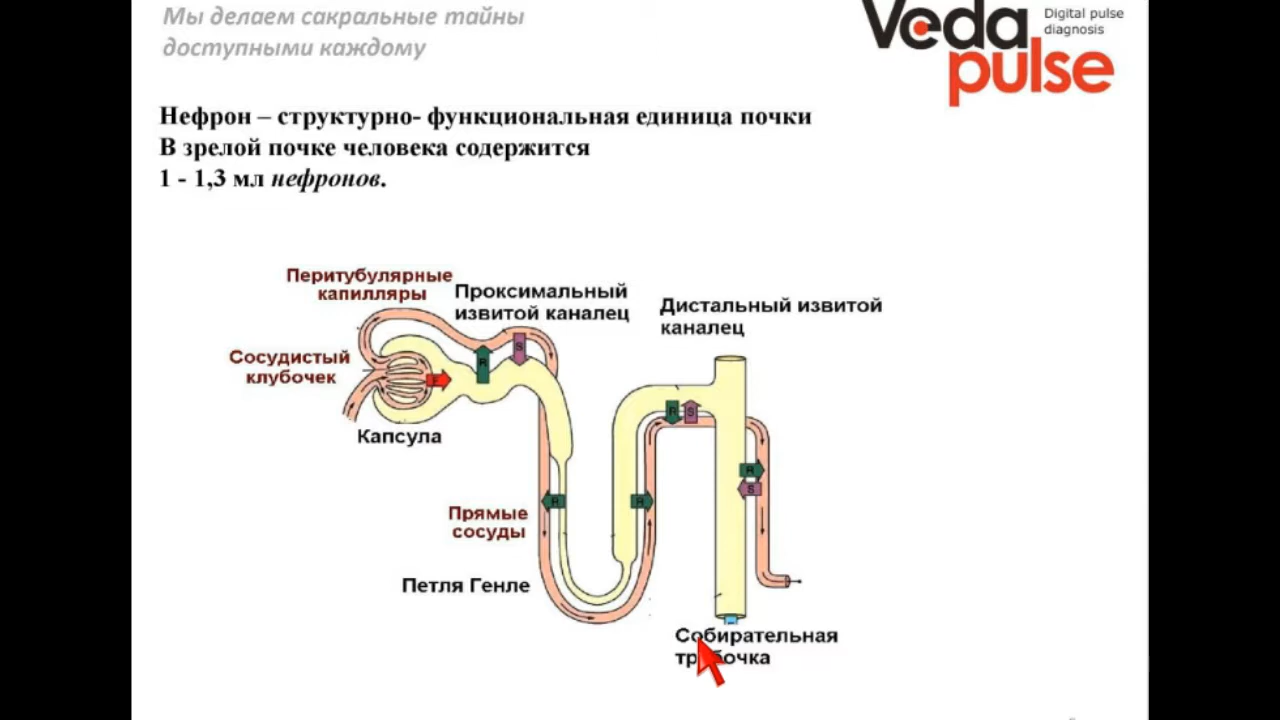 Мы делаем сакральные тайны
доступными каждому
Veda
pulse
Digital pulse
diagnosis
Нефрон – структурно- функциональная единица почки
В зрелой почке человека содержится
1 - 1,3 мл нефронов.
Перитубулярные
капилляры
Проксимальный
извитой каналец
Дистальный извитой
каналец
Сосудистый
клубочек
Капсула
R
S
R
S
R
S
R
R
Прямые
сосуды
Петля Генле
Собирательная
трубочка